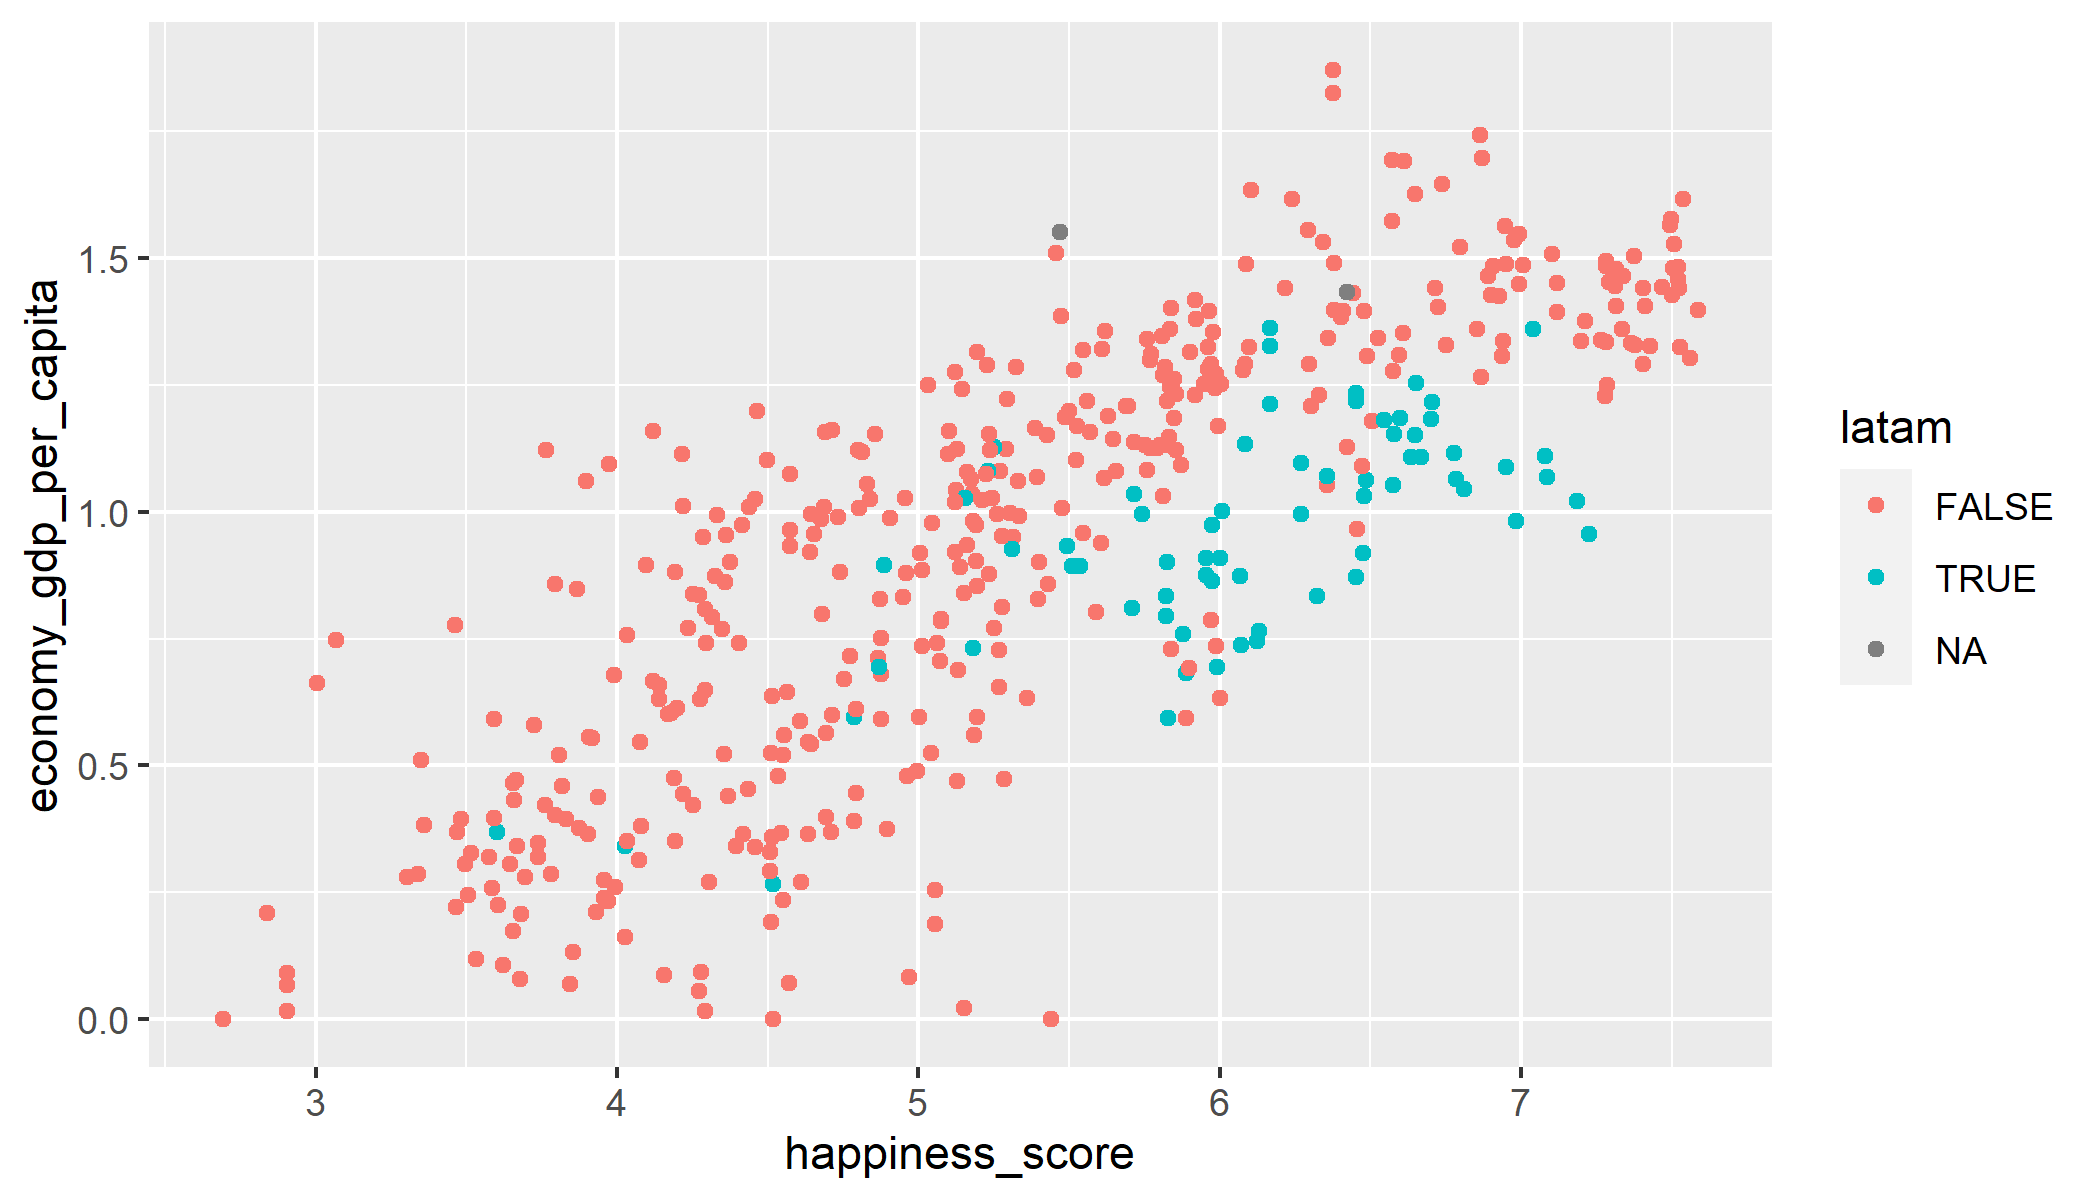 economy_gdp_per_capita
1.5
1.0
0.5
0.0
3 4 5 6 7
happiness_score
latam
FALSE
TRUE
NA